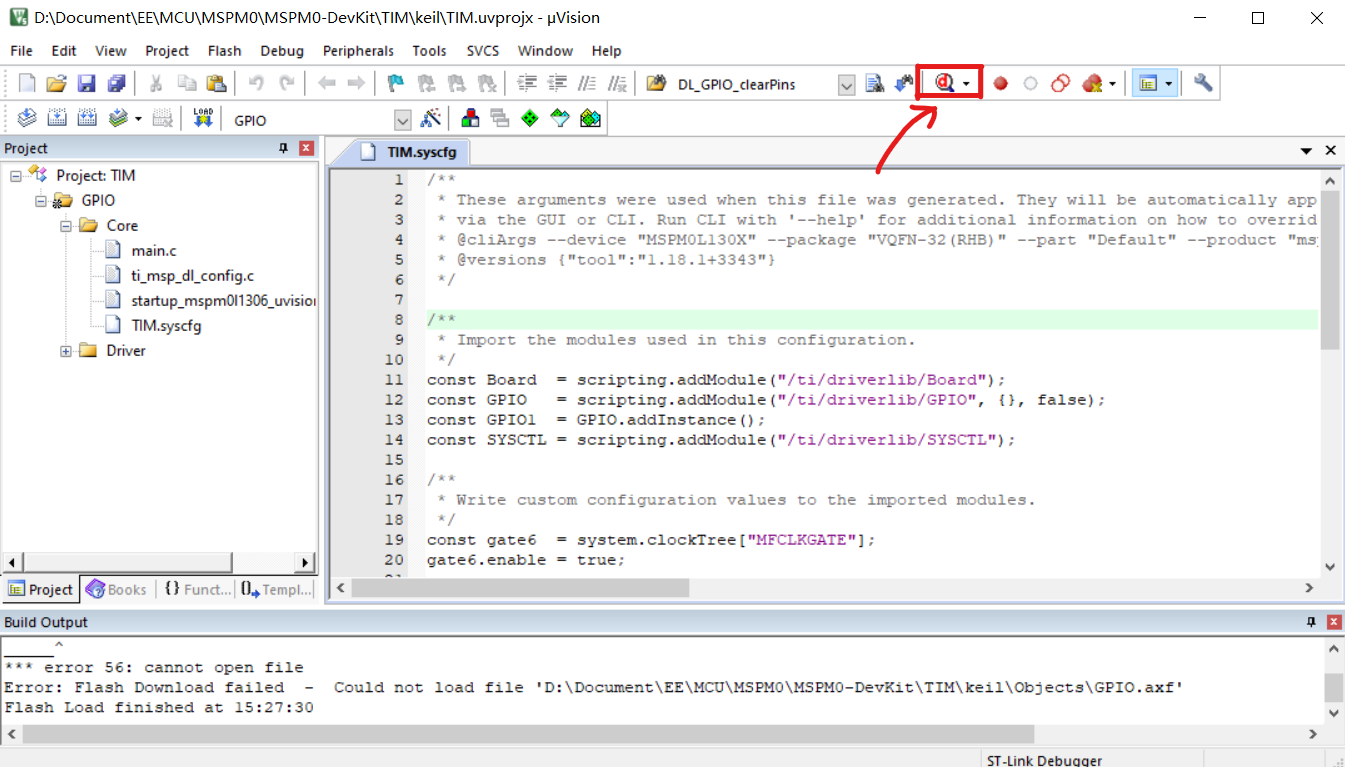 D:\Document\EE\MCU\MSPM0\MSPM0-DevKit\TIM\keil\TIM.uvprojx - µVision
File Edit View Project Flash Debug Peripherals Tools SVCS Window Help
DL_GPIO_clearPins
LOAD GPIO
Project
TIM.syscfg
Project: TIM
GPIO
Core
main.c
ti_msp_dl_config.c
startup_mspm0l1306_uvision
TIM.syscfg
Driver
Project Books {} Funct... Templ...
1 /**
2 * These arguments were used when this file was generated. They will be automatically app
3 * via the GUI or CLI. Run CLI with '--help' for additional information on how to overrid
4 * @cliArgs --device "MSPM0L130X" --package "VQFN-32(RHB)" --part "Default" --product "msp
5 * @versions {"tool":"1.18.1+3343"}
6 */
7
8 /**
9 * Import the modules used in this configuration.
10 */
11 const Board = scripting.addModule("/ti/driverlib/Board");
12 const GPIO = scripting.addModule("/ti/driverlib/GPIO", {}, false);
13 const GPIO1 = GPIO.addInstance();
14 const SYSCTL = scripting.addModule("/ti/driverlib/SYSCTL");
15
16 /**
17 * Write custom configuration values to the imported modules.
18 */
19 const gate6 = system.clockTree["MFCLKGATE"];
20 gate6.enable = true;
Build Output
______^
*** error 56: cannot open file
Error: Flash Download failed - Could not load file 'D:\Document\EE\MCU\MSPM0\MSPM0-DevKit\TIM\keil\Objects\GPIO.axf'
Flash Load finished at 15:27:30
ST-Link Debugger